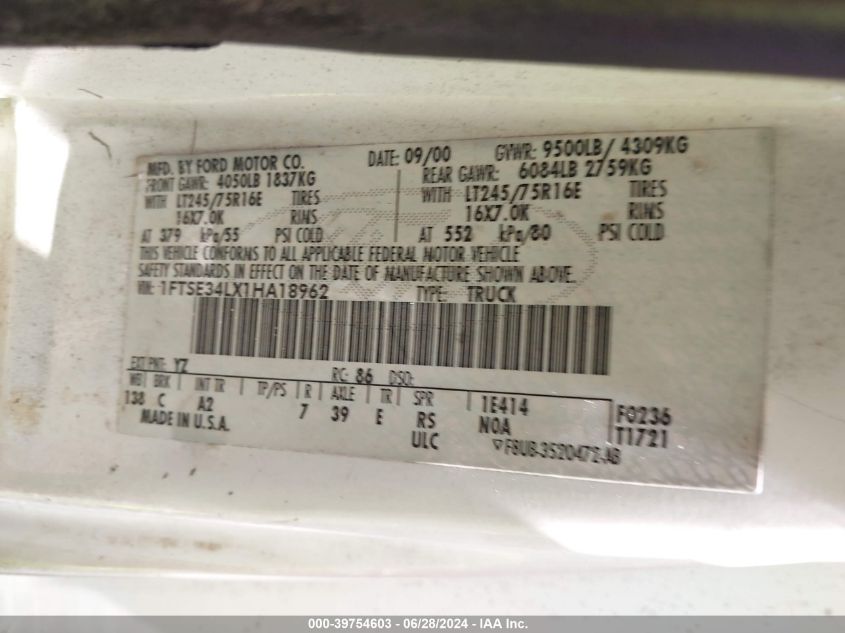 MFD. BY FORD MOTOR CO. DATE: 09/00 GVWR: 9500LB/ 4309KG
FRONT GAWR: 4050LB 1837KG REAR GAWR: 6084LB 2759KG
WITH LT245/75R16E TIRES WITH LT245/75R16E TIRES
16X7.0K RIMS 16X7.0K RIMS
AT 379 kPa/55 PSI COLD AT 552 kPa/80 PSI COLD
THIS VEHICLE CONFORMS TO ALL APPLICABLE FEDERAL MOTOR VEHICLE
SAFETY STANDARDS IN EFFECT ON THE DATE OF MANUFACTURE SHOWN ABOVE.
VIN: 1FTSE34LX1HA18962 TYPE: TRUCK
EXT PNT: YZ RC: 86 DSO:
WB BRK INT TR TP/PS R AXLE TR SPR 1E414 F0236
138 C A2 7 39 E RS N0A T1721
MADE IN U.S.A. ULC F8UB-3520472-AB
000-39754603 - 06/28/2024 - IAA Inc.